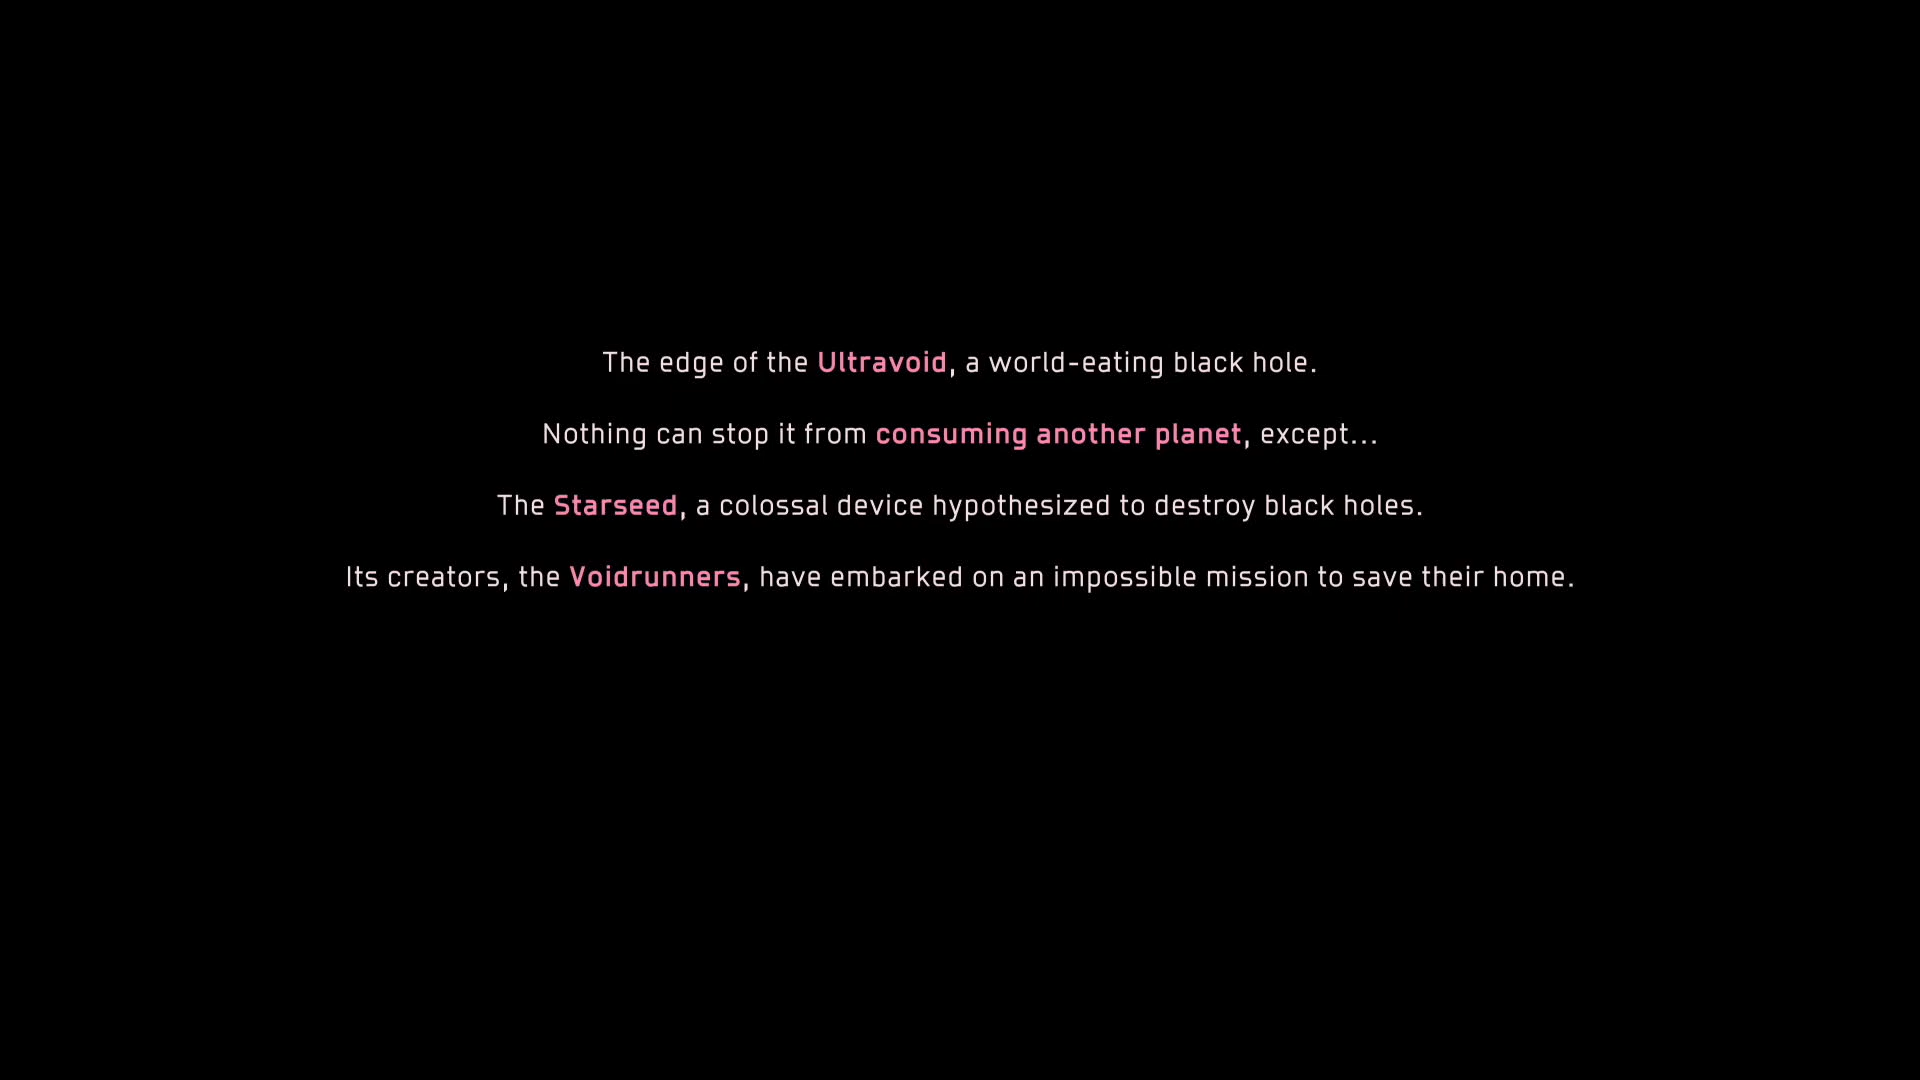 The edge of the Ultravoid, a world-eating black hole.
Nothing can stop it from consuming another planet, except...
The Starseed, a colossal device hypothesized to destroy black holes.
Its creators, the Voidrunners, have embarked on an impossible mission to save their home.